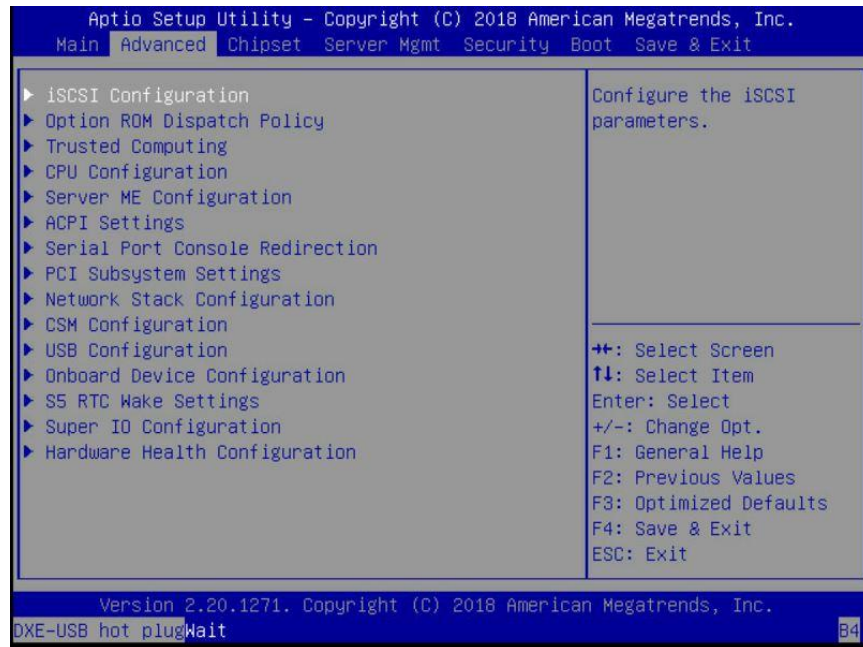 Aptio Setup Utility – Copyright (C) 2018 American Megatrends, Inc.
Main Advanced Chipset Server Mgmt Security Boot Save & Exit
▶ iSCSI Configuration
▶ Option ROM Dispatch Policy
▶ Trusted Computing
▶ CPU Configuration
▶ Server ME Configuration
▶ ACPI Settings
▶ Serial Port Console Redirection
▶ PCI Subsystem Settings
▶ Network Stack Configuration
▶ CSM Configuration
▶ USB Configuration
▶ Onboard Device Configuration
▶ S5 RTC Wake Settings
▶ Super IO Configuration
▶ Hardware Health Configuration
Configure the iSCSI
parameters.
→←: Select Screen
↑↓: Select Item
Enter: Select
+/-: Change Opt.
F1: General Help
F2: Previous Values
F3: Optimized Defaults
F4: Save & Exit
ESC: Exit
Version 2.20.1271. Copyright (C) 2018 American Megatrends, Inc.
DXE-USB hot plugWait B4